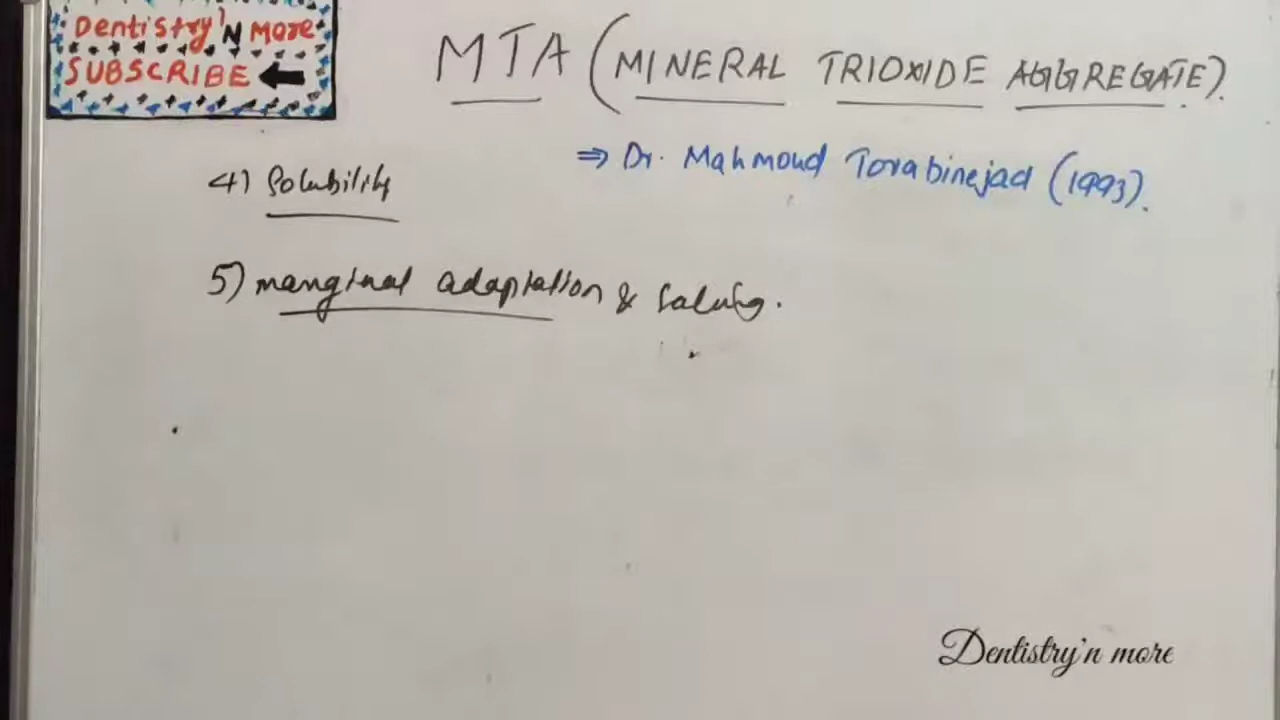 Dentistry'N More
SUBSCRIBE
MTA (MINERAL TRIOXIDE AGGREGATE).
⇒ Dr. Mahmoud Torabinejad (1993).
4) Solubility
5) marginal adaptation & Sealing.
Dentistry'n more